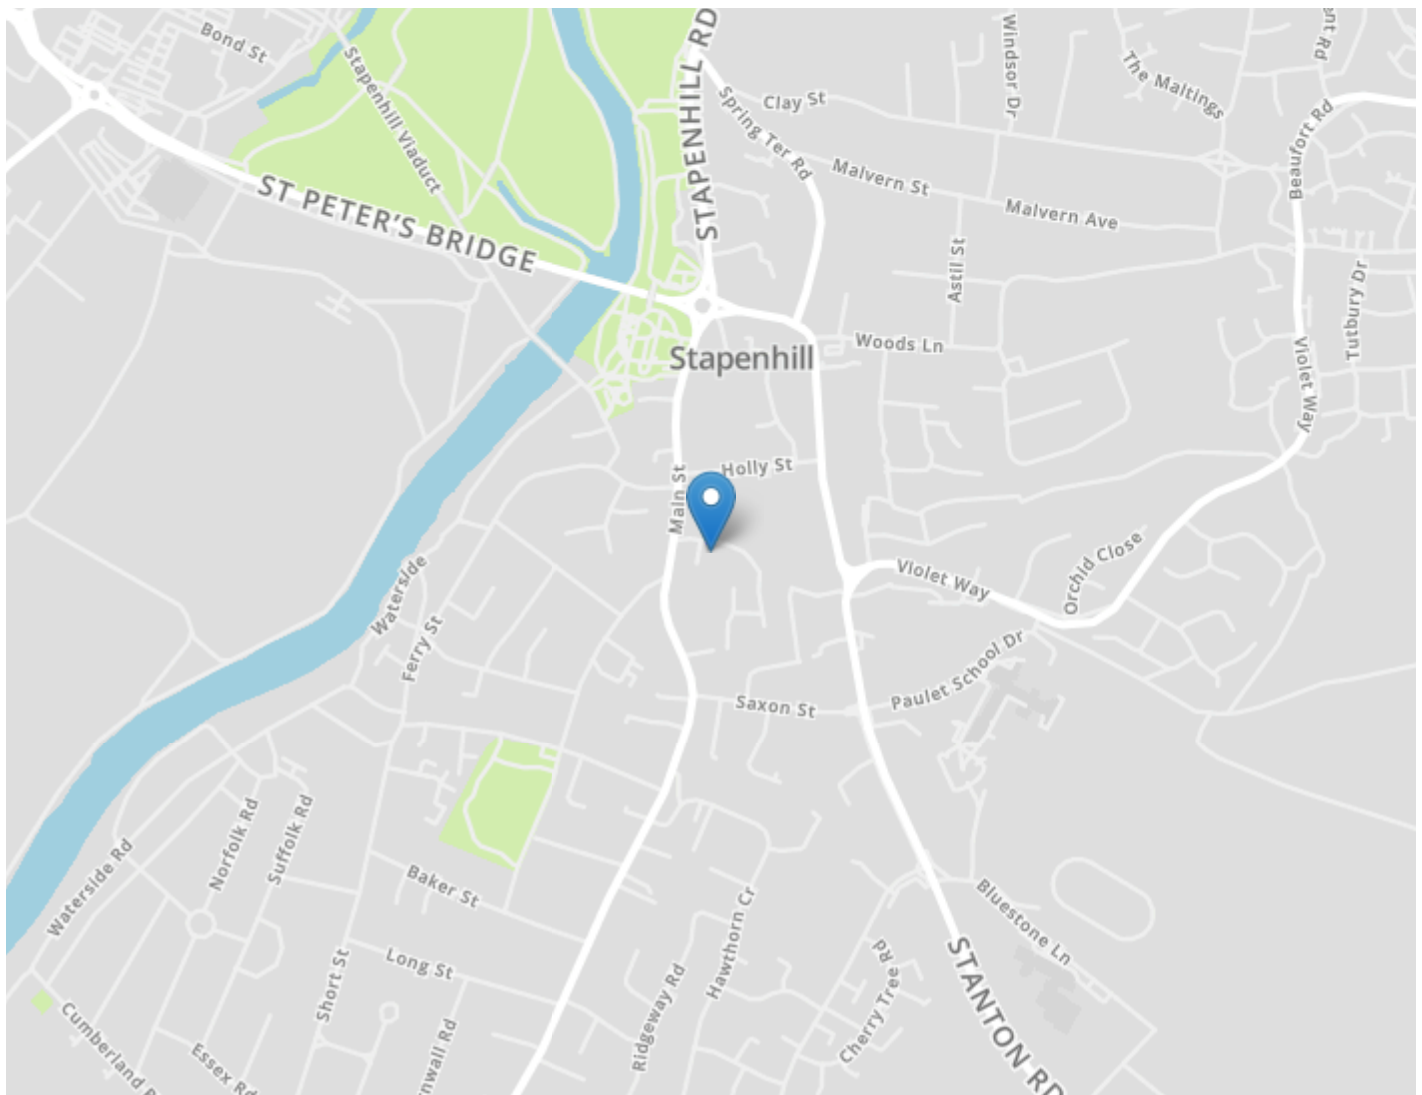 Bond St
Stapenhill Viaduct
STAPENHILL RD
Windsor Dr
The Maltings
Clay St
Spring Ter Rd
Beaufort Rd
Malvern St
ST PETER'S BRIDGE
Malvern Ave
Astil St
Tutbury Dr
Woods Ln
Stapenhill
Violet Way
Holly St
Main St
Waterside
Violet Way
Orchid Close
Ferry St
Paulet School Dr
Saxon St
Norfolk Rd
Suffolk Rd
Waterside Rd
Baker St
Bluestone Ln
Hawthorn Cr
Long St
Short St
Ridgeway Rd
Cherry Tree Rd
STANTON RD
Cumberland
Essex Rd